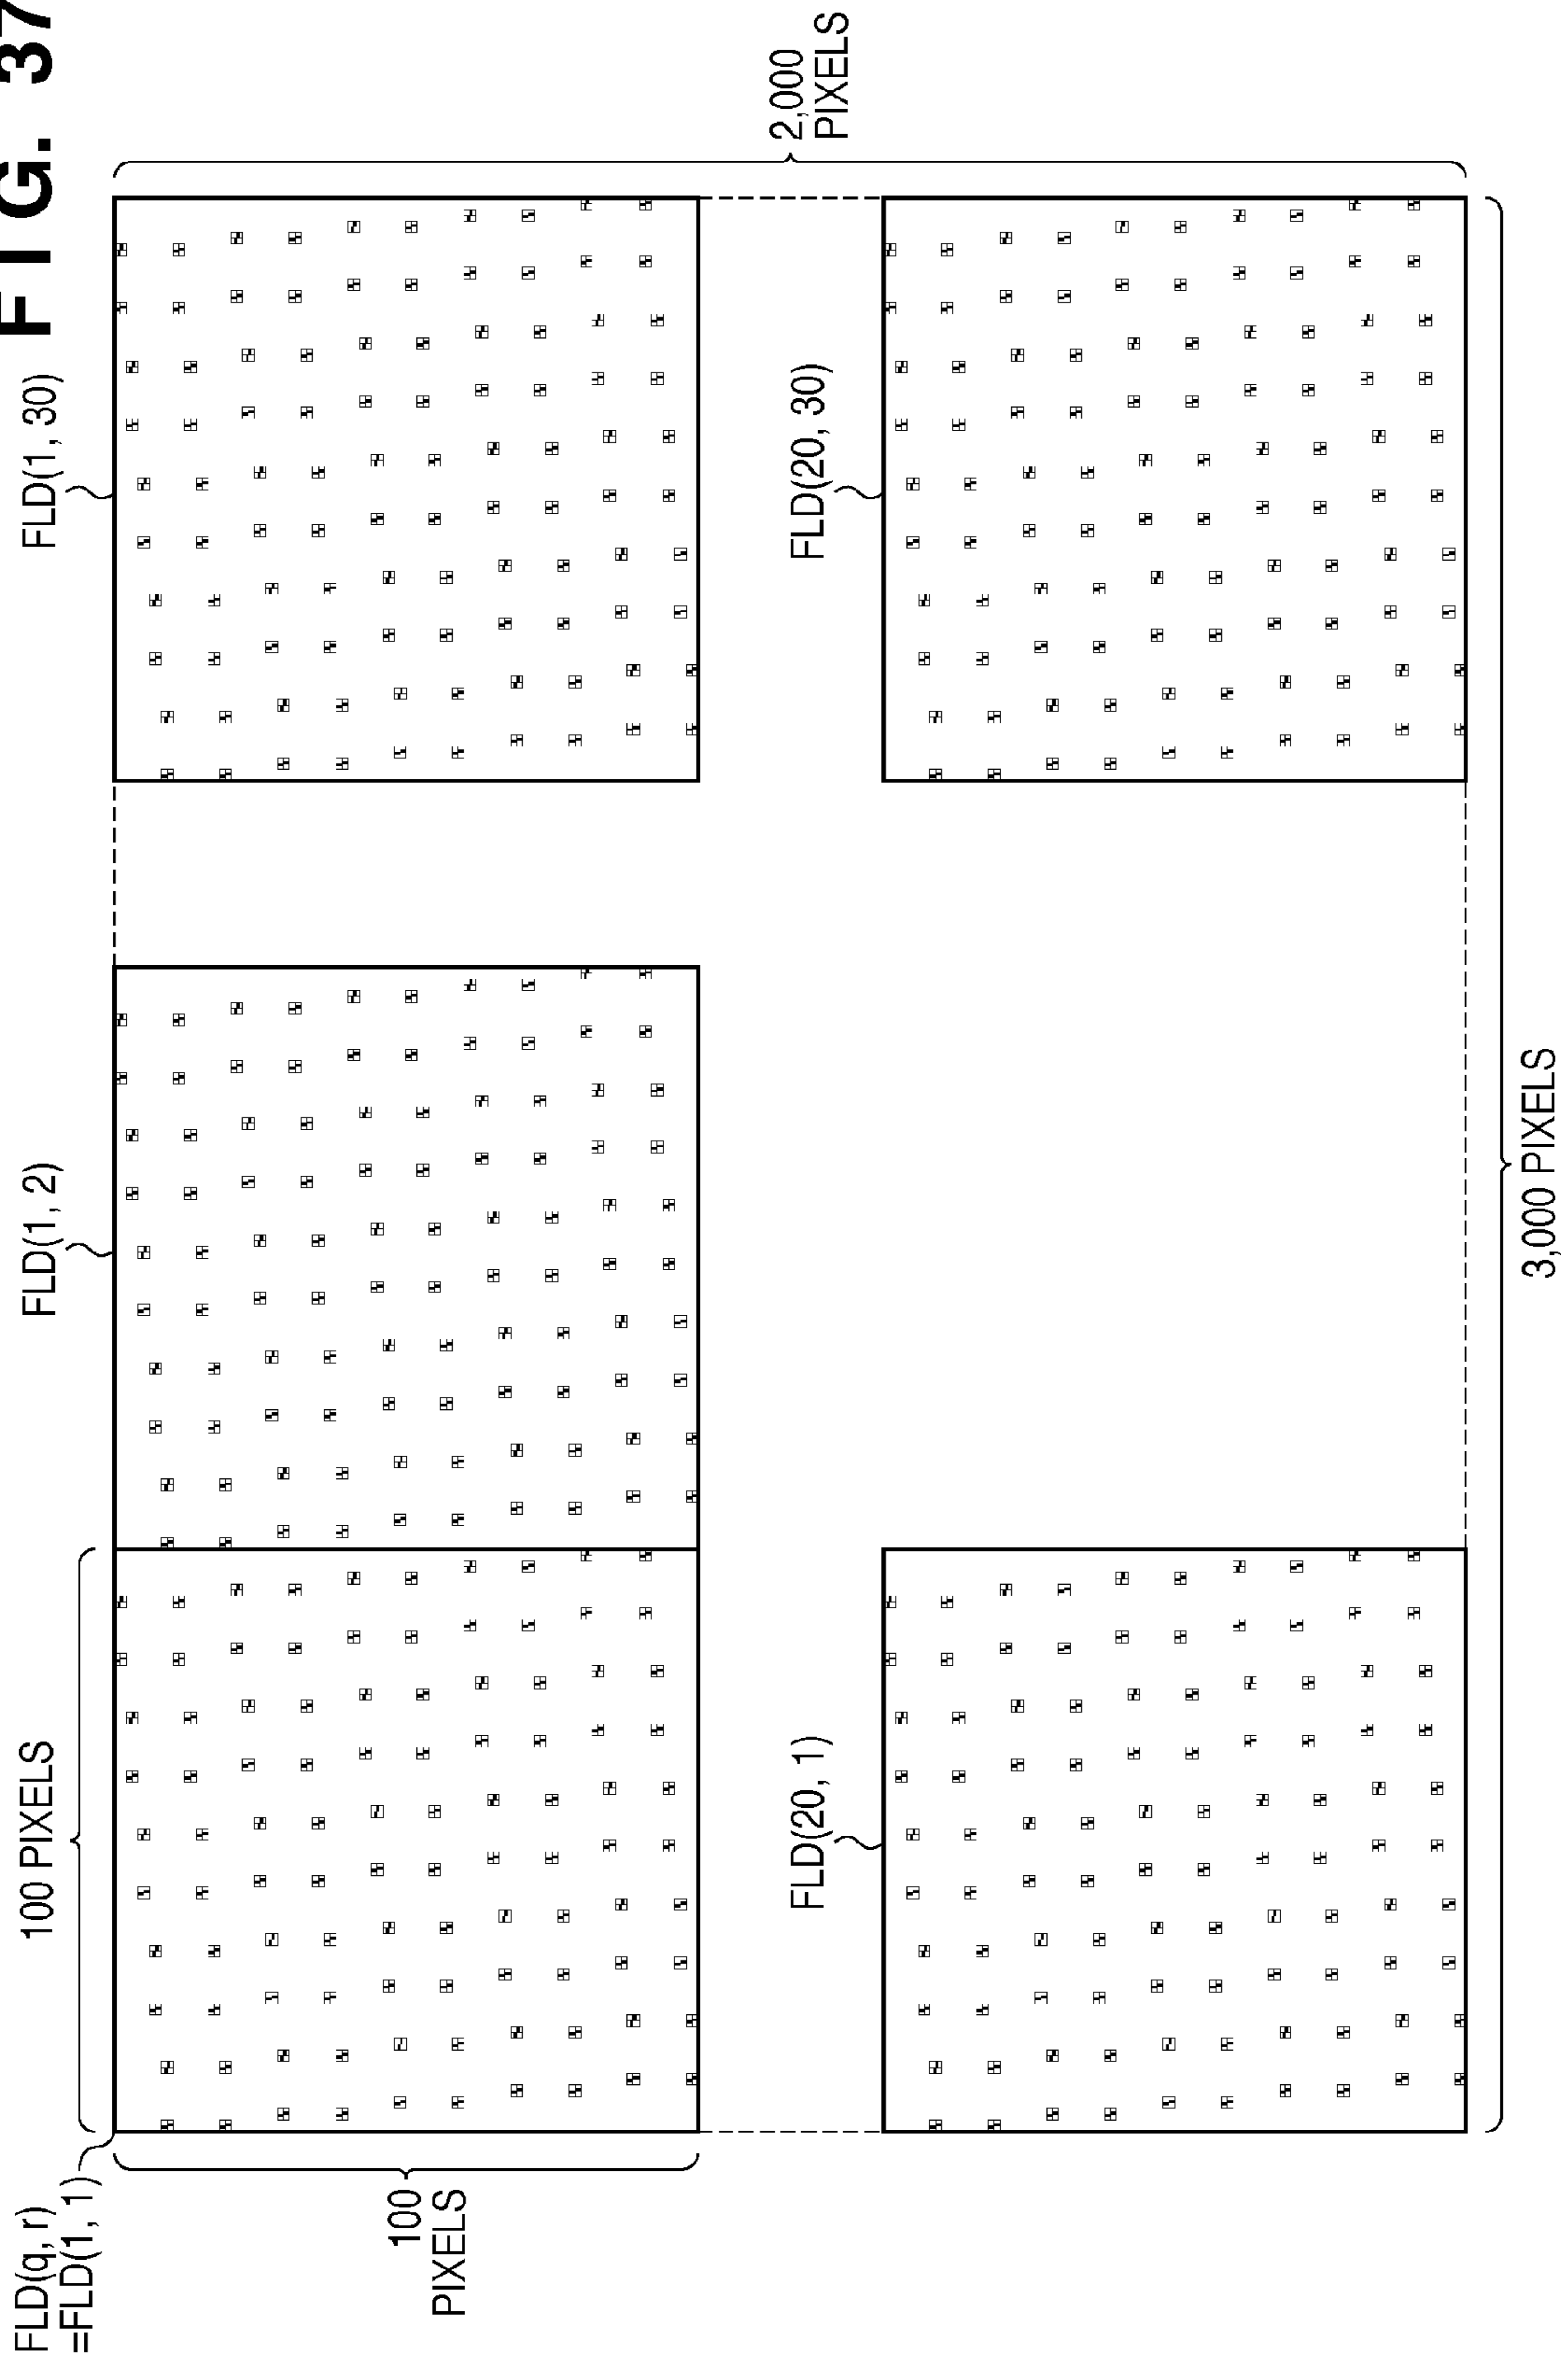 FIG. 37
FLD(q, r)
=FLD(1, 1)
100 PIXELS
FLD(1, 2)
FLD(1, 30)
100
PIXELS
FLD(20, 1)
FLD(20, 30)
2,000
PIXELS
3,000 PIXELS